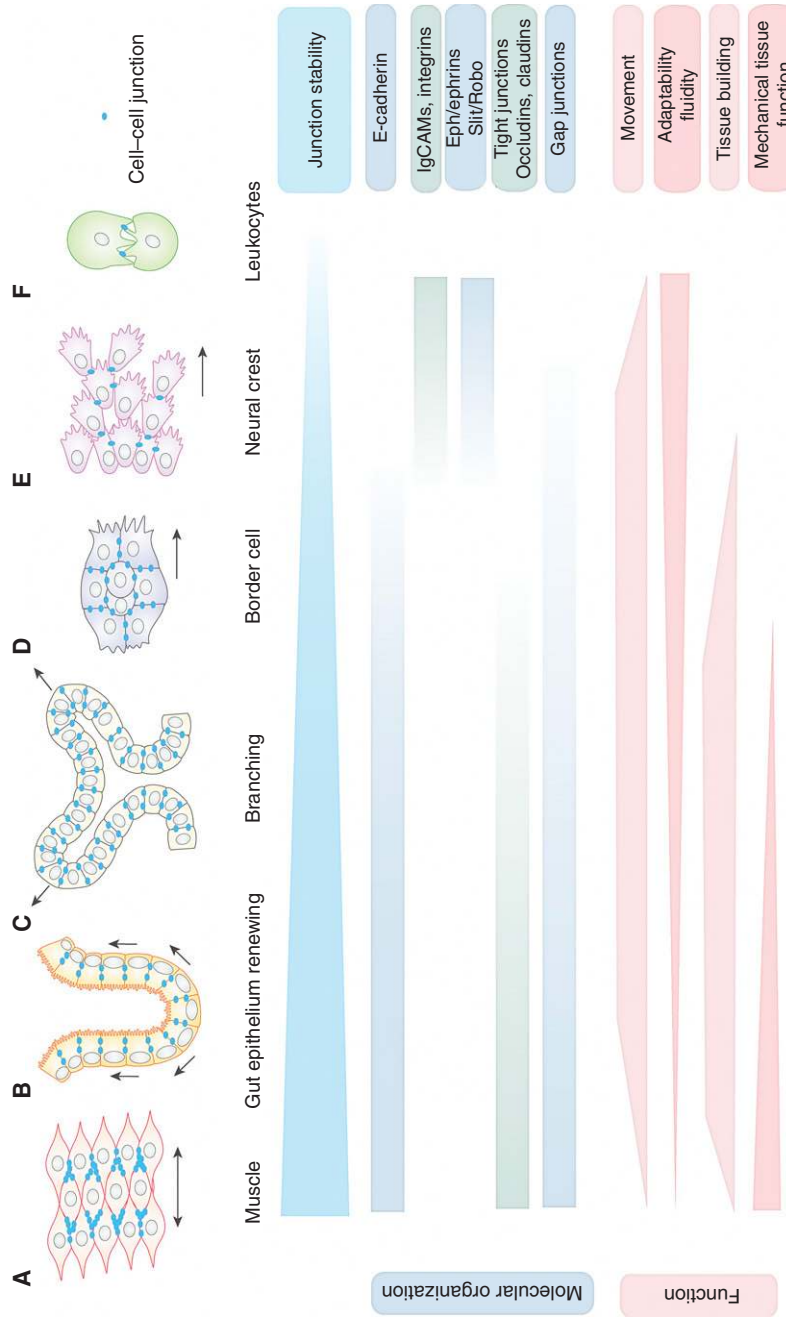 A
B
C
D
E
F
Cell–cell junction
Muscle
Gut epithelium renewing
Branching
Border cell
Neural crest
Leukocytes
Molecular organization
Junction stability
E-cadherin
IgCAMs, integrins
Eph/ephrins
Slit/Robo
Tight junctions
Occludins, claudins
Gap junctions
Function
Movement
Adaptability
fluidity
Tissue building
Mechanical tissue
function